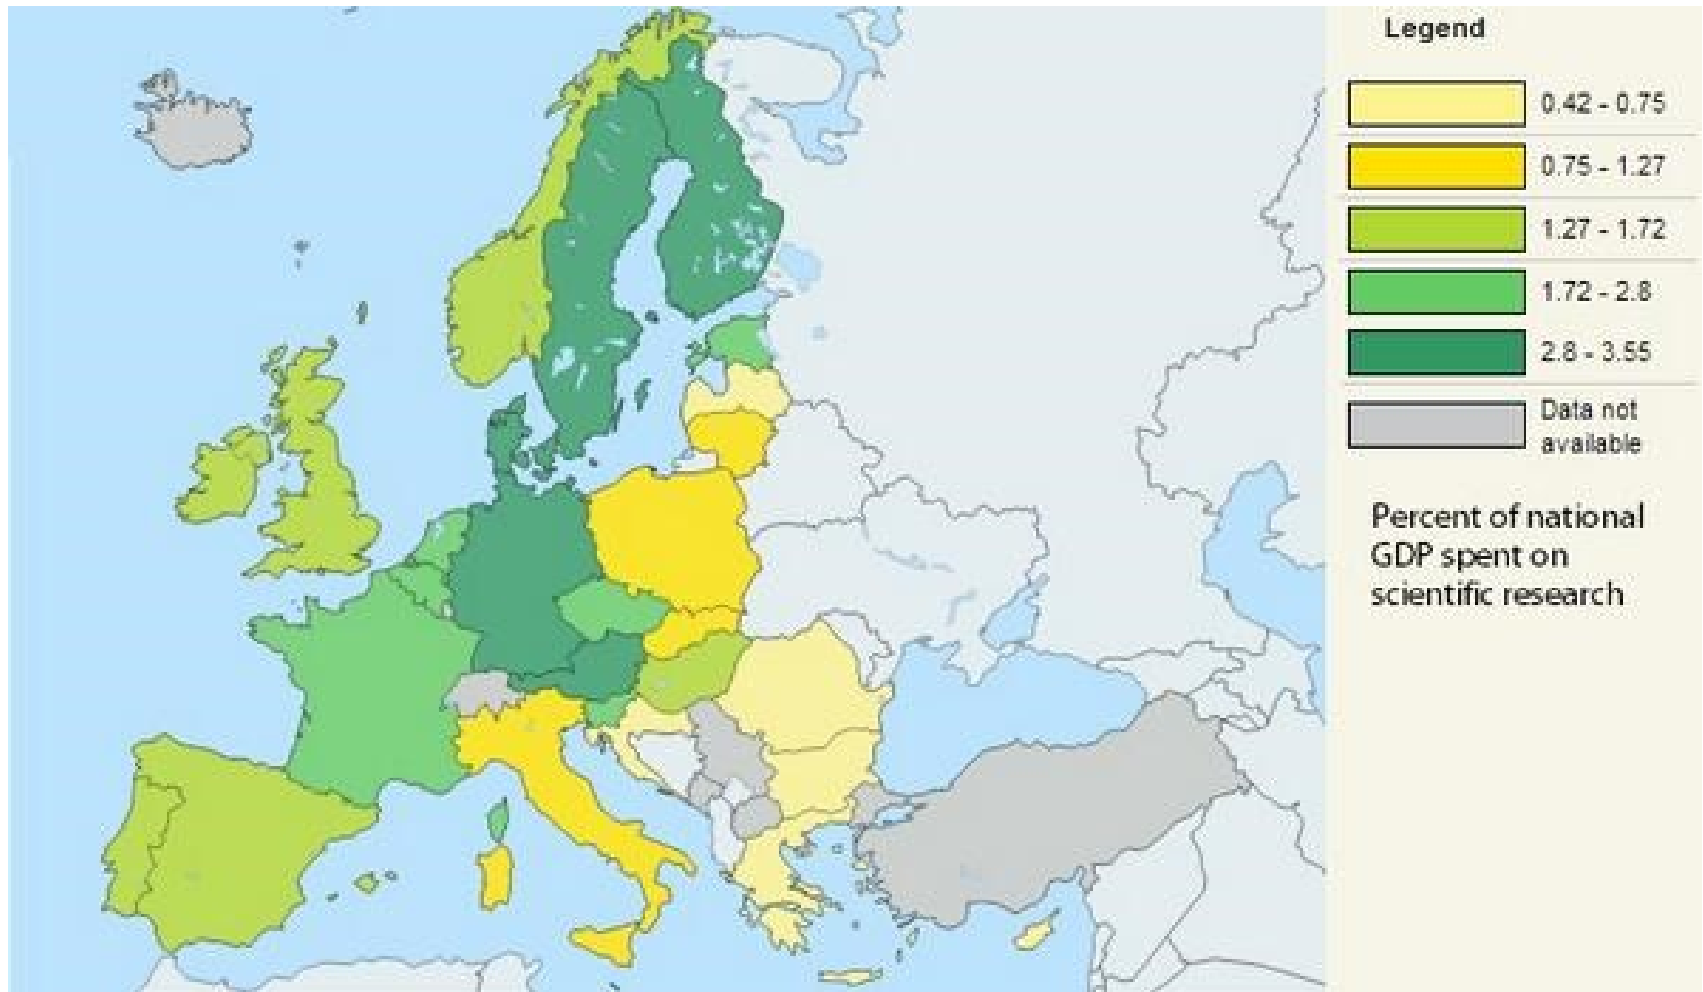 Legend
0.42 - 0.75
0.75 - 1.27
1.27 - 1.72
1.72 - 2.8
2.8 - 3.55
Data not
available
Percent of national
GDP spent on
scientific research